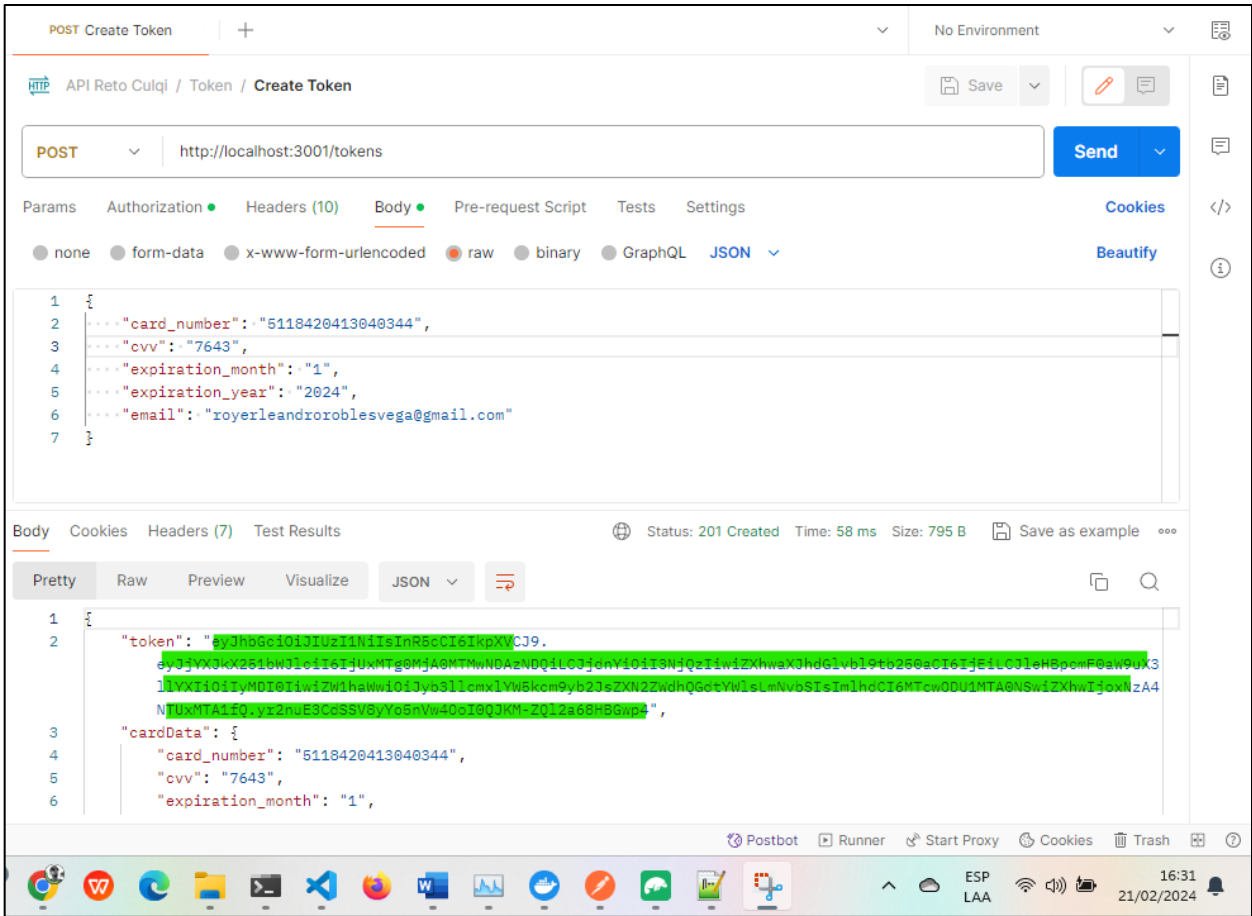 POST Create Token
No Environment
HTTP API Reto Culqi / Token / Create Token
Save
POST http://localhost:3001/tokens
Send
Params Authorization Headers (10) Body Pre-request Script Tests Settings Cookies
none form-data x-www-form-urlencoded raw binary GraphQL JSON Beautify
1 {
2 "card_number": "5118420413040344",
3 "cvv": "7643",
4 "expiration_month": "1",
5 "expiration_year": "2024",
6 "email": "royerleandroroblesvega@gmail.com"
7 }
Body Cookies Headers (7) Test Results Status: 201 Created Time: 58 ms Size: 795 B Save as example
Pretty Raw Preview Visualize JSON
1 {
2 "token": "eyJhbGciOiJIUzI1NiIsInR5cCI6IkpXVCJ9.
3 "cardData": {
4 "card_number": "5118420413040344",
5 "cvv": "7643",
6 "expiration_month": "1",
Postbot Runner Start Proxy Cookies Trash
ESP
LAA
16:31
21/02/2024